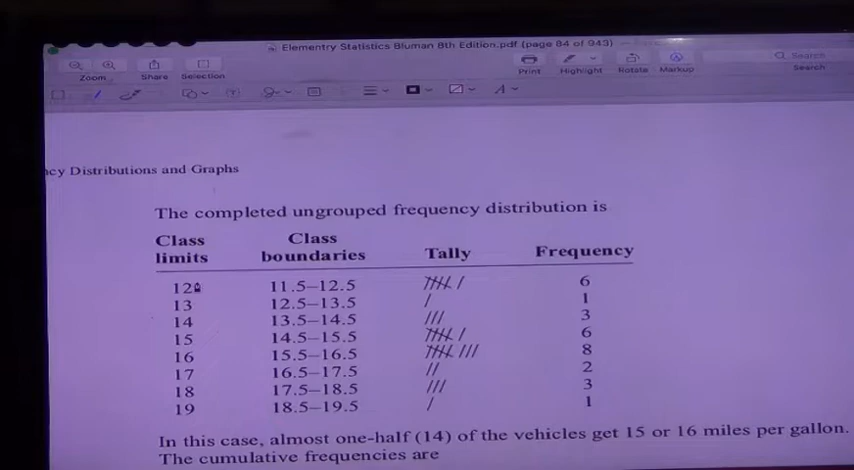 Elementry Statistics Bluman 8th Edition.pdf (page 84 of 943)
Zoom Share Selection Print Highlight Rotate Markup Search
Search
cy Distributions and Graphs
The completed ungrouped frequency distribution is
Class limits Class boundaries Tally Frequency
12 11.5–12.5 6
13 12.5–13.5 1
14 13.5–14.5 3
15 14.5–15.5 6
16 15.5–16.5 8
17 16.5–17.5 2
18 17.5–18.5 3
19 18.5–19.5 1
In this case, almost one-half (14) of the vehicles get 15 or 16 miles per gallon.
The cumulative frequencies are